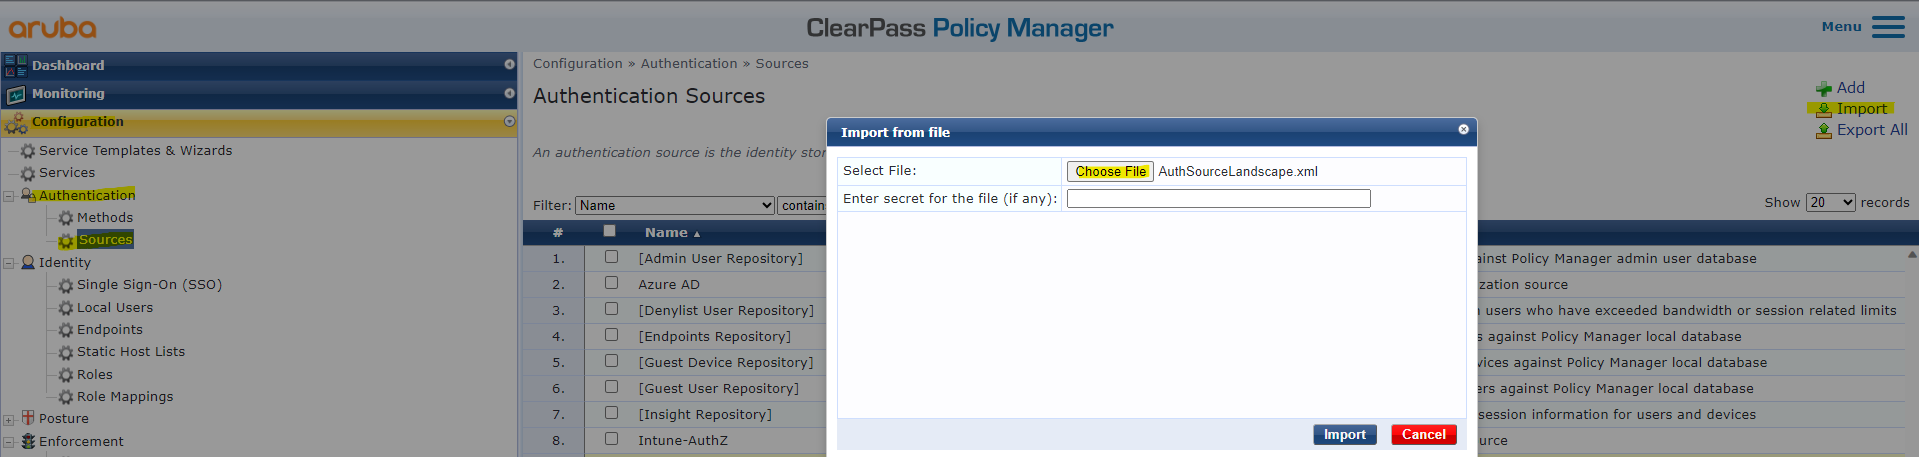 aruba
ClearPass Policy Manager
Menu
Dashboard
Monitoring
Configuration
Service Templates & Wizards
Services
Authentication
Methods
Sources
Identity
Single Sign-On (SSO)
Local Users
Endpoints
Static Host Lists
Roles
Role Mappings
Posture
Enforcement
Configuration » Authentication » Sources
Authentication Sources
Add
Import
Export All
An authentication source is the identity
Filter: Name contains
Show 20 records
# Name ▲
1. [Admin User Repository] ainst Policy Manager admin user database
2. Azure AD zation source
3. [Denylist User Repository] users who have exceeded bandwidth or session related limits
4. [Endpoints Repository] s against Policy Manager local database
5. [Guest Device Repository] vices against Policy Manager local database
6. [Guest User Repository] ers against Policy Manager local database
7. [Insight Repository] session information for users and devices
8. Intune-AuthZ ource
Import from file
Select File: Choose File AuthSourceLandscape.xml
Enter secret for the file (if any):
Import Cancel